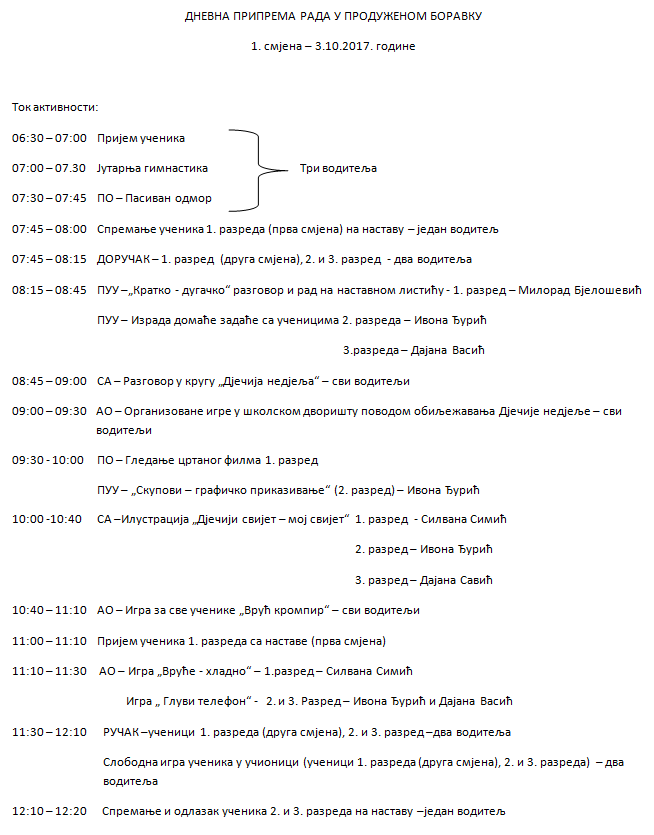 ДНЕВНА ПРИПРЕМА РАДА У ПРОДУЖЕНОМ БОРАВКУ
1. смјена – 3.10.2017. године
Ток активности:
06:30 – 07:00 Пријем ученика
07:00 – 07.30 Јутарња гимнастика
Три водитеља
07:30 – 07:45 ПО – Пасиван одмор
07:45 – 08:00 Спремање ученика 1. разреда (прва смјена) на наставу – један водитељ
07:45 – 08:15 ДОРУЧАК – 1. разред (друга смјена), 2. и 3. разред - два водитеља
08:15 – 08:45 ПУУ –„Кратко - дугачко“ разговор и рад на наставном листићу - 1. разред – Милорад Бјелошевић
ПУУ – Израда домаће задаће са ученицима 2. разреда – Ивона Ђурић
3.разреда – Дајана Васић
08:45 – 09:00 СА – Разговор у кругу „Дјечија недјеља“ – сви водитељи
09:00 – 09:30 АО – Организоване игре у школском дворишту поводом обиљежавања Дјечије недјеље – сви
водитељи
09:30 - 10:00 ПО – Гледање цртаног филма 1. разред
ПУУ – „Скупови – графичко приказивање“ (2. разред) – Ивона Ђурић
10:00 -10:40 СА –Илустрација „Дјечији свијет – мој свијет“ 1. разред - Силвана Симић
2. разред – Ивона Ђурић
3. разред – Дајана Савић
10:40 – 11:10 АО – Игра за све ученике „Врућ кромпир“ – сви водитељи
11:00 – 11:10 Пријем ученика 1. разреда са наставе (прва смјена)
11:10 – 11:30 АО – Игра „Вруће - хладно“ – 1.разред – Силвана Симић
Игра „ Глуви телефон“ - 2. и 3. Разред – Ивона Ђурић и Дајана Васић
11:30 – 12:10 РУЧАК –ученици 1. разреда (друга смјена), 2. и 3. разред –два водитеља
Слободна игра ученика у учионици (ученици 1. разреда (друга смјена), 2. и 3. разреда) – два
водитеља
12:10 – 12:20 Спремање и одлазак ученика 2. и 3. разреда на наставу –један водитељ